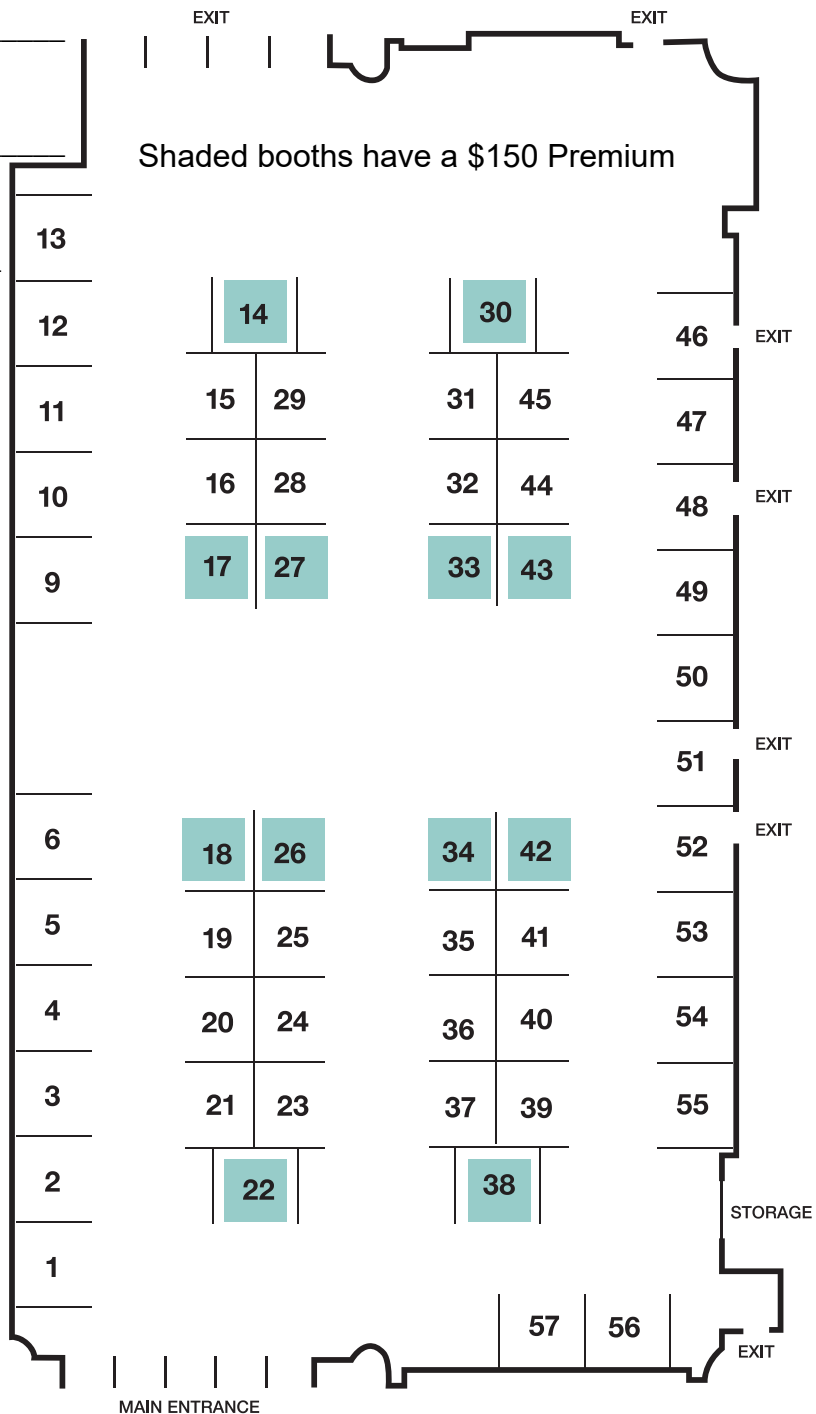 EXIT EXIT
Shaded booths have a $150 Premium
13
14 30
12 46 EXIT
15 29 31 45
11 47
16 28 32 44
10 48 EXIT
17 27 33 43
9 49
50
51 EXIT
6 18 26 34 42 52 EXIT
5 19 25 35 41 53
4 20 24 36 40 54
3 21 23 37 39 55
2 22 38
STORAGE
1
57 56
EXIT
MAIN ENTRANCE